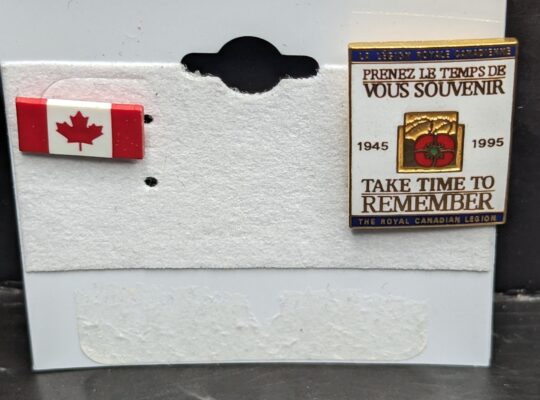 LA LÉGION ROYALE CANADIENNE
PRENEZ LE TEMPS DE
VOUS SOUVENIR
1945 1995
TAKE TIME TO
REMEMBER
THE ROYAL CANADIAN LEGION